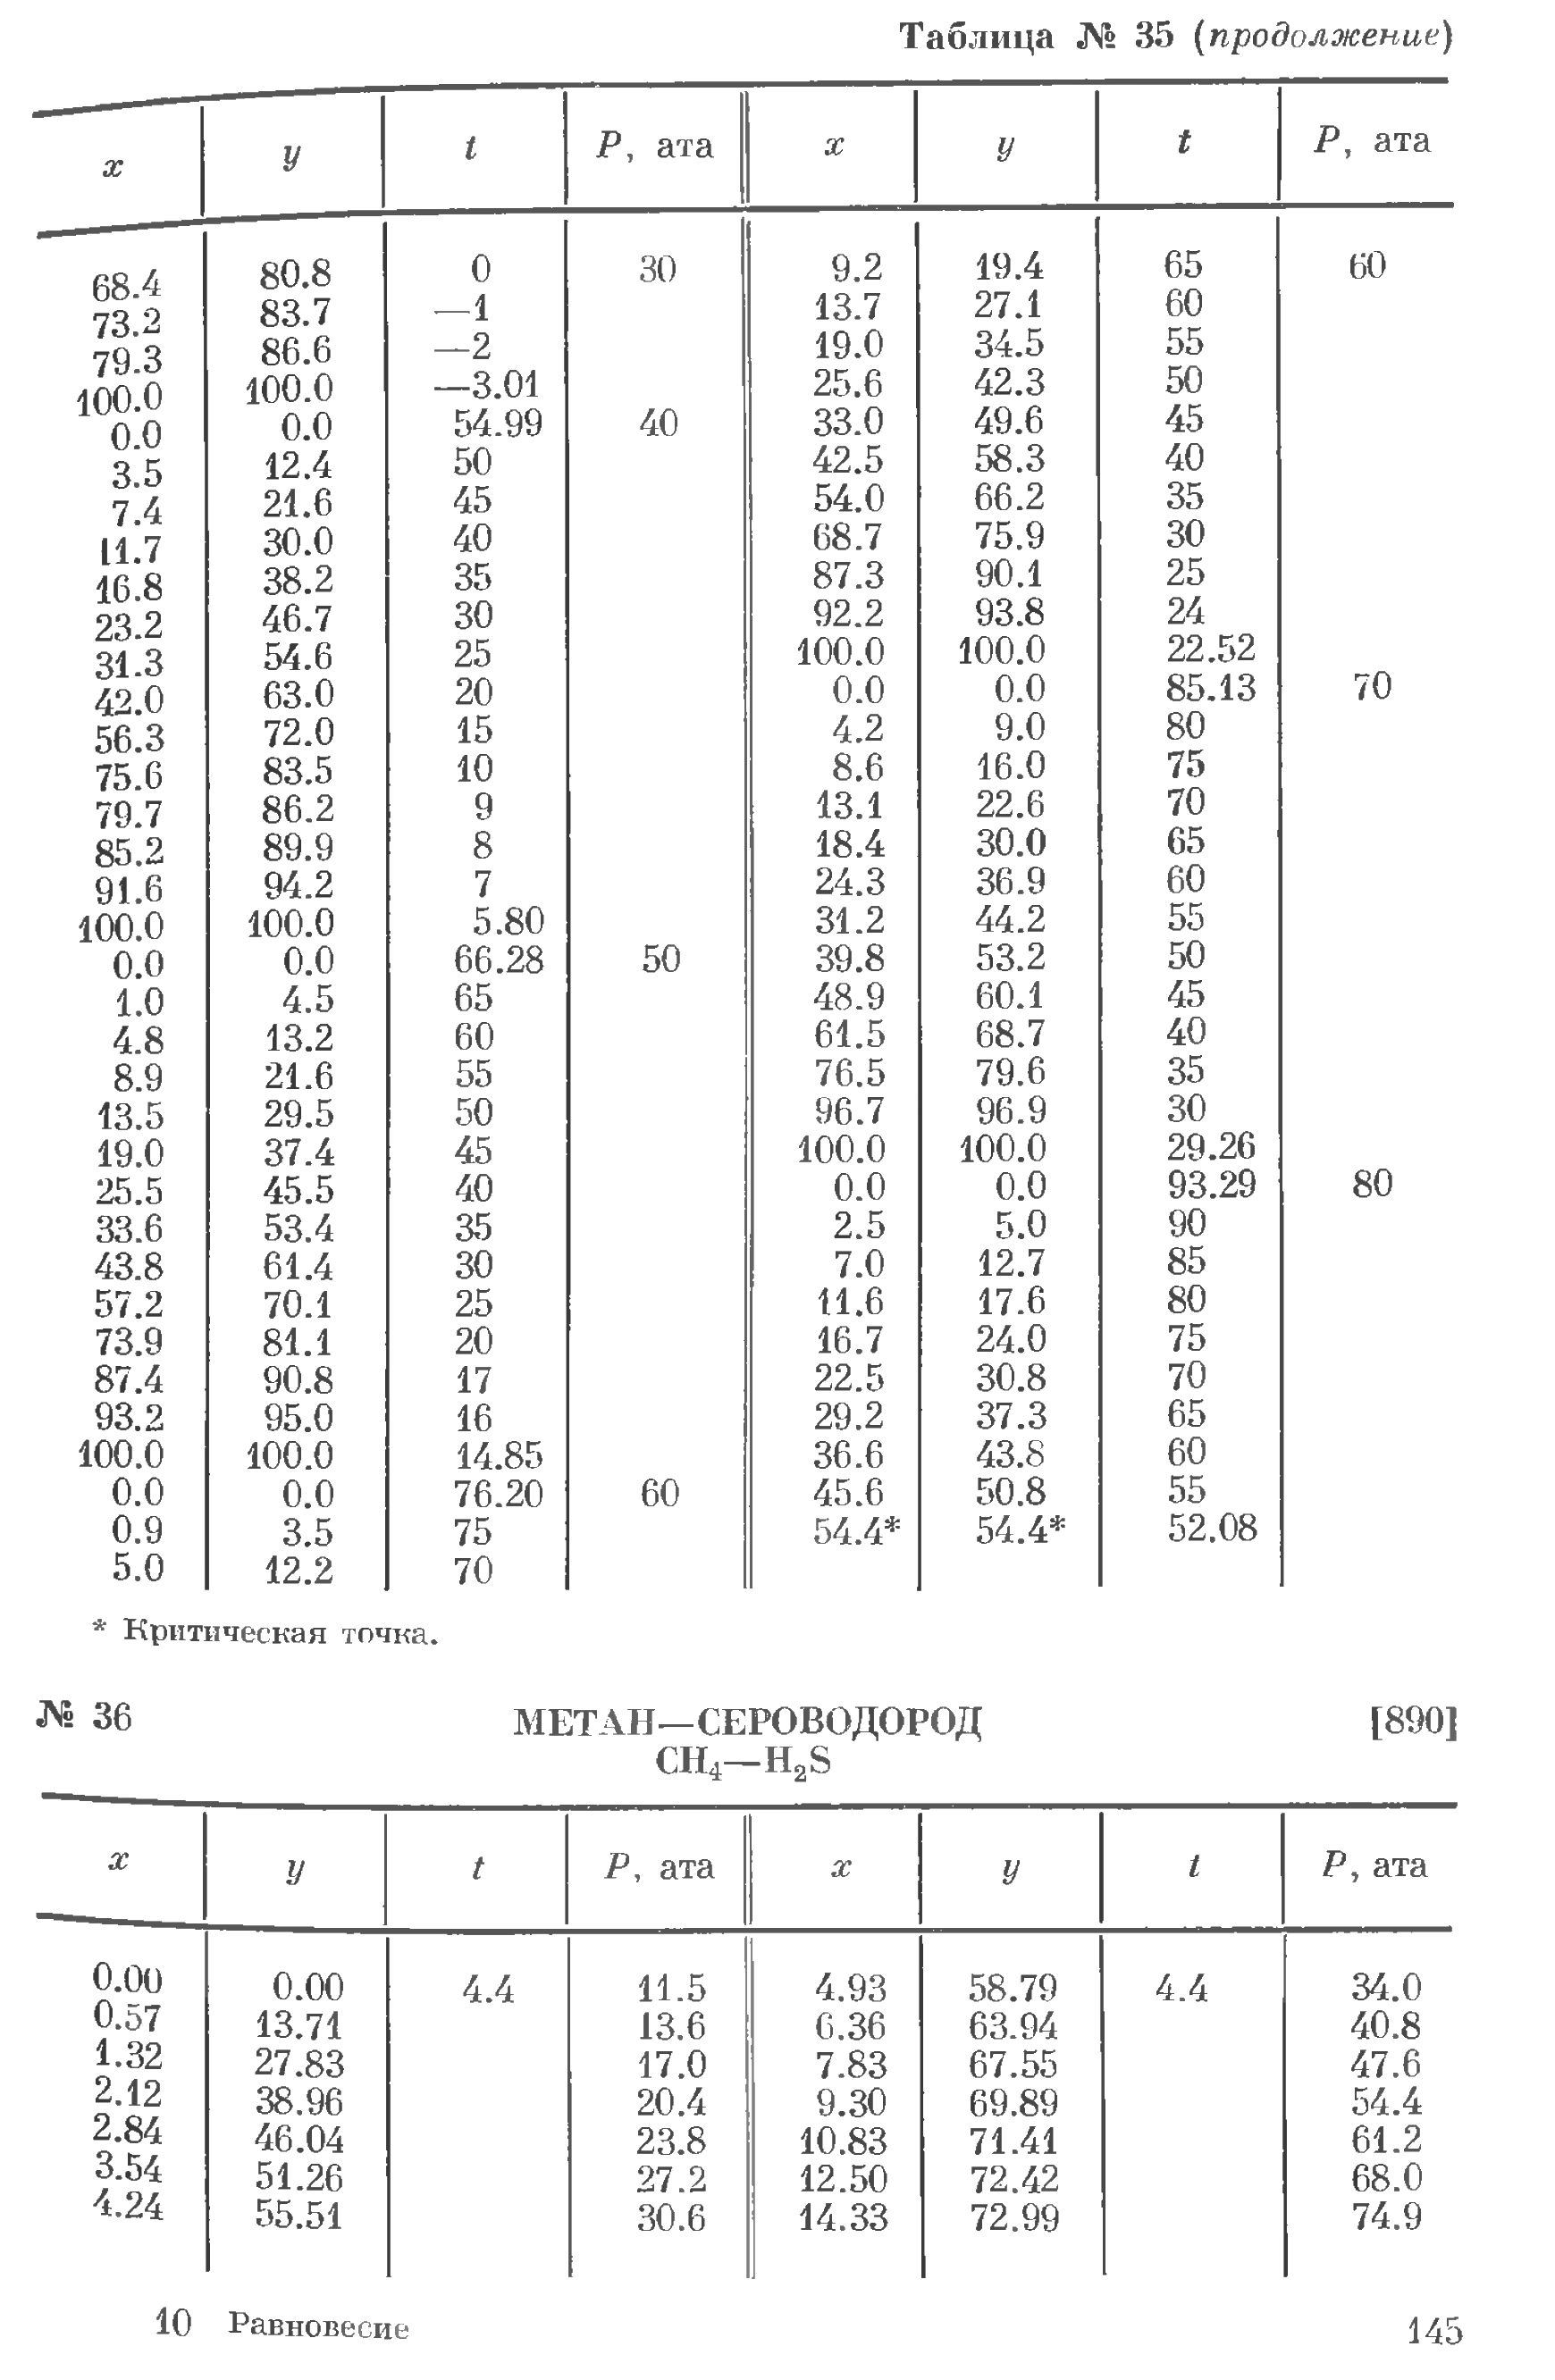 Таблица № 35 (продолжение)
x y t P, ата x y t P, ата
68.4 80.8 0 30 9.2 19.4 65 60
73.2 83.7 —1 13.7 27.1 60
79.3 86.6 —2 19.0 34.5 55
100.0 100.0 —3.01 25.6 42.3 50
0.0 0.0 54.99 40 33.0 49.6 45
3.5 12.4 50 42.5 58.3 40
7.4 21.6 45 54.0 66.2 35
11.7 30.0 40 68.7 75.9 30
16.8 38.2 35 87.3 90.1 25
23.2 46.7 30 92.2 93.8 24
31.3 54.6 25 100.0 100.0 22.52
42.0 63.0 20 0.0 0.0 85.13 70
56.3 72.0 15 4.2 9.0 80
75.6 83.5 10 8.6 16.0 75
79.7 86.2 9 13.1 22.6 70
85.2 89.9 8 18.4 30.0 65
91.6 94.2 7 24.3 36.9 60
100.0 100.0 5.80 31.2 44.2 55
0.0 0.0 66.28 50 39.8 53.2 50
1.0 4.5 65 48.9 60.1 45
4.8 13.2 60 61.5 68.7 40
8.9 21.6 55 76.5 79.6 35
13.5 29.5 50 96.7 96.9 30
19.0 37.4 45 100.0 100.0 29.26
25.5 45.5 40 0.0 0.0 93.29 80
33.6 53.4 35 2.5 5.0 90
43.8 61.4 30 7.0 12.7 85
57.2 70.1 25 11.6 17.6 80
73.9 81.1 20 16.7 24.0 75
87.4 90.8 17 22.5 30.8 70
93.2 95.0 16 29.2 37.3 65
100.0 100.0 14.85 36.6 43.8 60
0.0 0.0 76.20 60 45.6 50.8 55
0.9 3.5 75 54.4* 54.4* 52.08
5.0 12.2 70
* Критическая точка.
№ 36 МЕТАН—СЕРОВОДОРОД [890]
CH₄—H₂S
x y t P, ата x y t P, ата
0.00 0.00 4.4 11.5 4.93 58.79 4.4 34.0
0.57 13.71 13.6 6.36 63.94 40.8
1.32 27.83 17.0 7.83 67.55 47.6
2.12 38.96 20.4 9.30 69.89 54.4
2.84 46.04 23.8 10.83 71.41 61.2
3.54 51.26 27.2 12.50 72.42 68.0
4.24 55.51 30.6 14.33 72.99 74.9
10 Равновесие 145